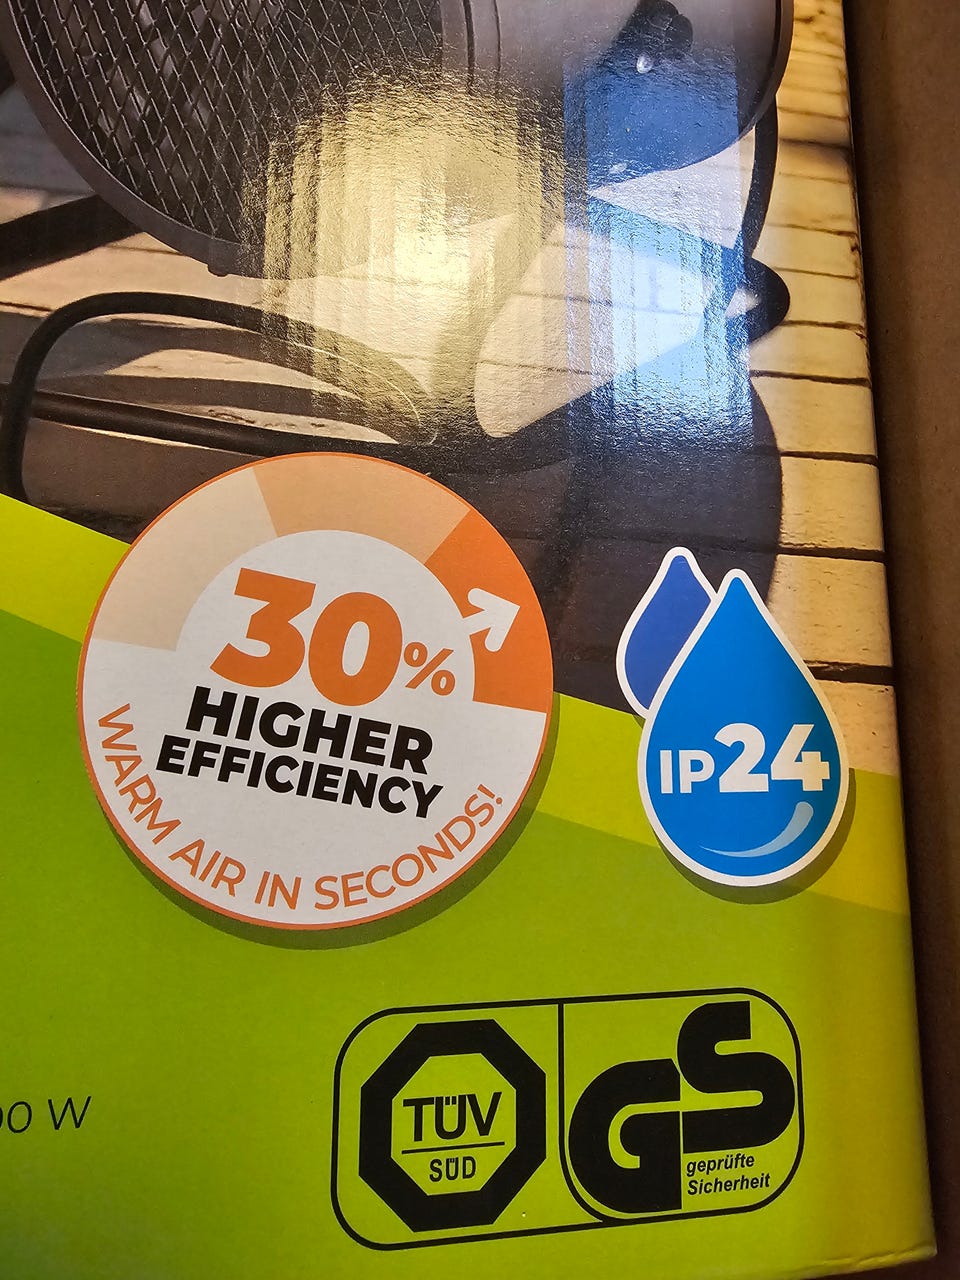 30%
HIGHER
EFFICIENCY
WARM AIR IN SECONDS!
IP24
W
TÜV
SÜD
GS
geprüfte
Sicherheit